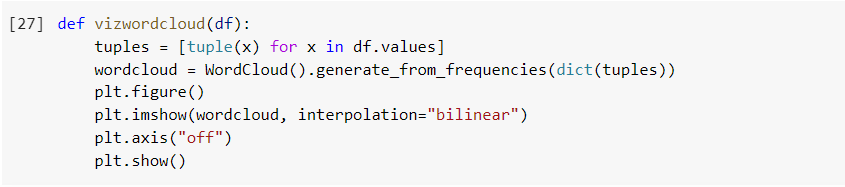 [27] def vizwordcloud(df):
tuples = [tuple(x) for x in df.values]
wordcloud = WordCloud().generate_from_frequencies(dict(tuples))
plt.figure()
plt.imshow(wordcloud, interpolation="bilinear")
plt.axis("off")
plt.show()